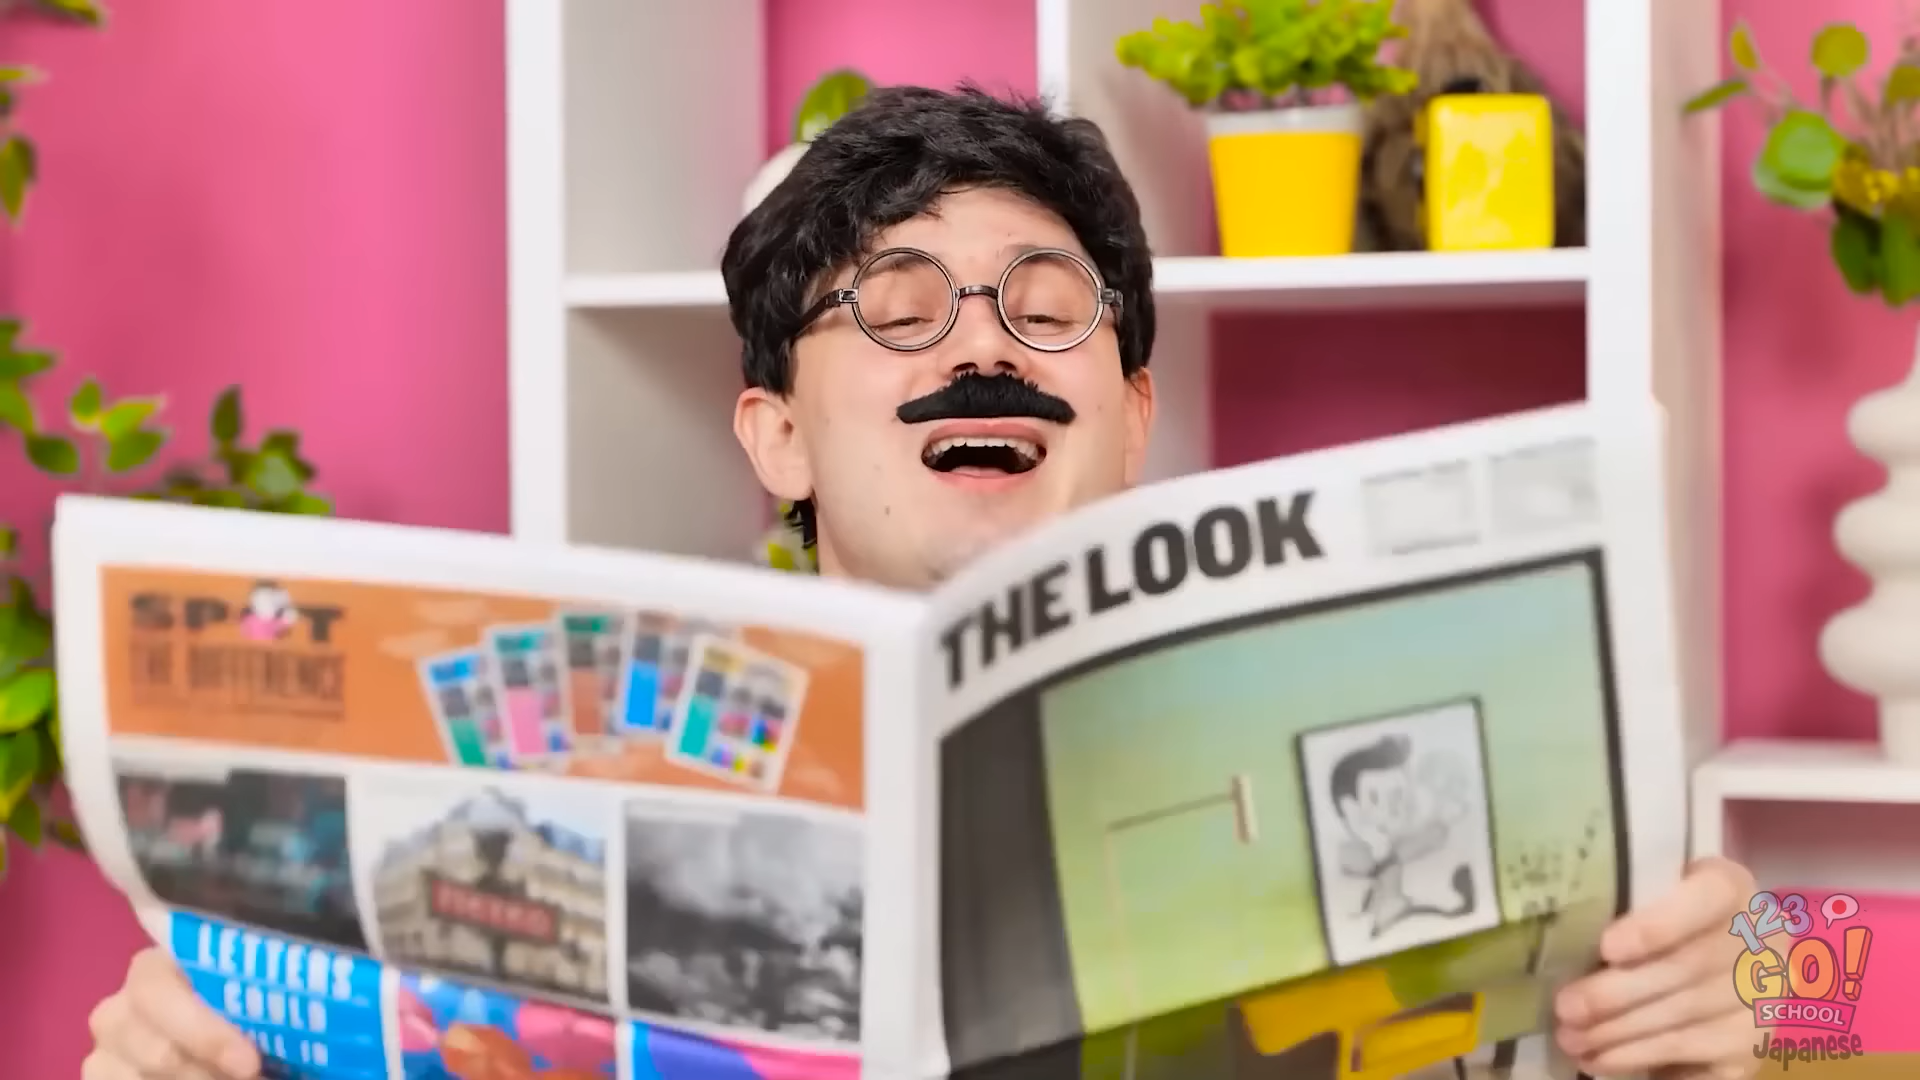 SPOT
THE DIFFERENCE
THE LOOK
LETTERS
COULD
123
GO!
SCHOOL
Japanese